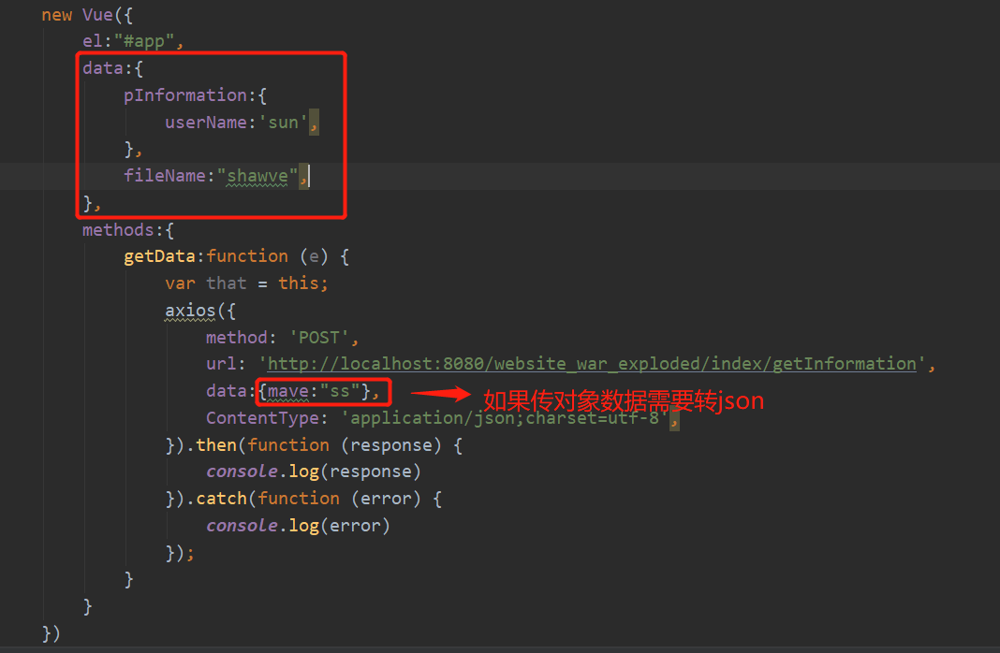 new Vue({
el:"#app",
data:{
pInformation:{
userName:'sun',
},
fileName:"shawve",
},
methods:{
getData:function (e) {
var that = this;
axios({
method: 'POST',
url: 'http://localhost:8080/website_war_exploded/index/getInformation',
data:{mave:"ss"},
如果传对象数据需要转json
ContentType: 'application/json;charset=utf-8',
}).then(function (response) {
console.log(response)
}).catch(function (error) {
console.log(error)
});
}
}
})